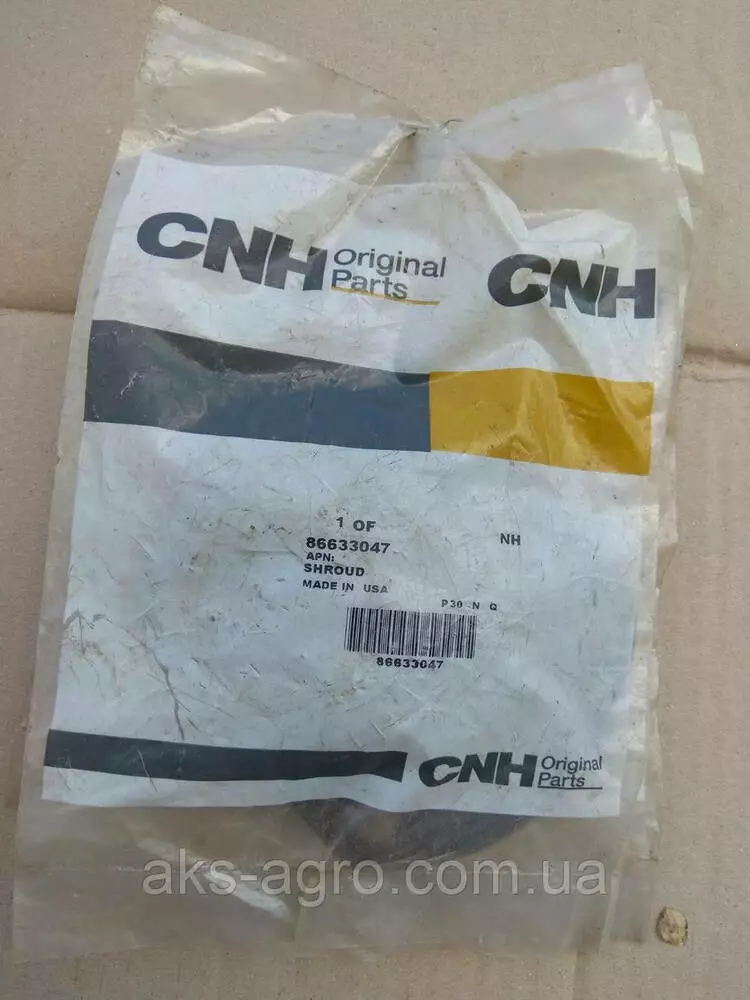 CNH Original Parts CNH
1 OF
86633047 NH
APN:
SHROUD
MADE IN USA
P30 N Q
86633047
CNH Original Parts
aks-agro.com.ua